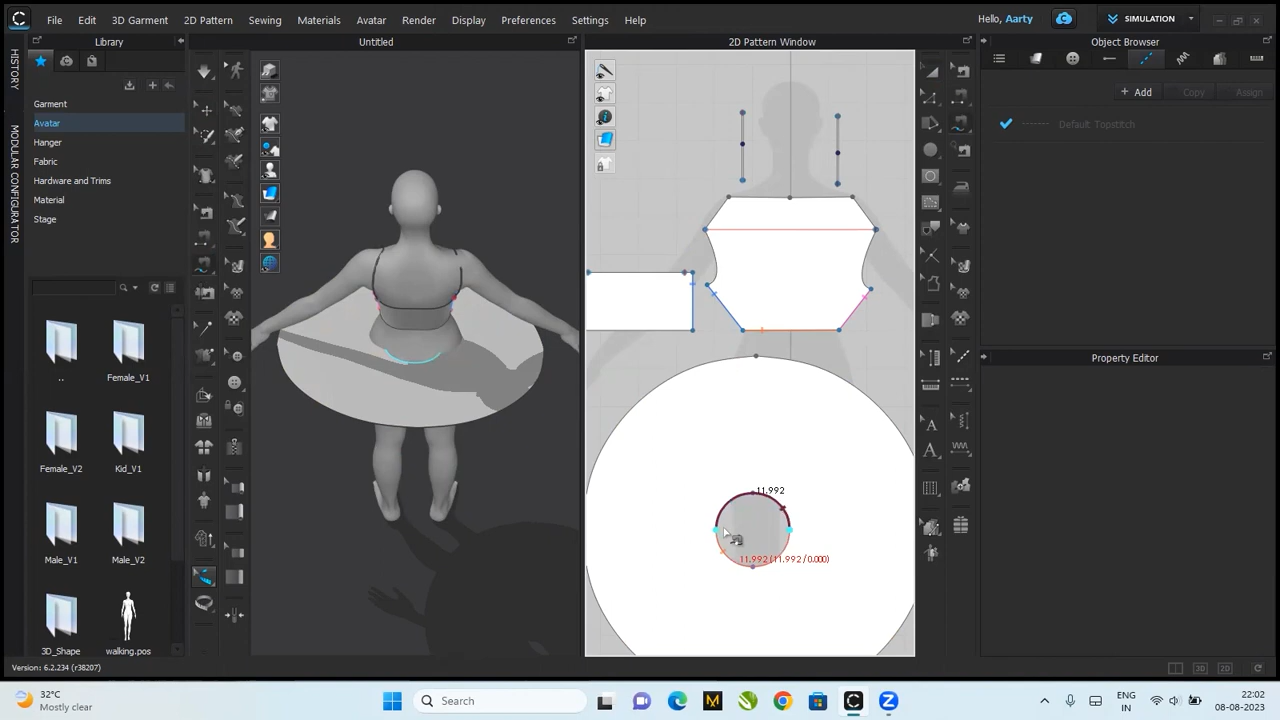 File Edit 3D Garment 2D Pattern Sewing Materials Avatar Render Display Preferences Settings Help
Hello, Aarty
SIMULATION
HISTORY
MODULAR CONFIGURATOR
Library
Garment
Avatar
Hanger
Fabric
Hardware and Trims
Material
Stage
..
Female_V1
Female_V2
Kid_V1
Male_V1
Male_V2
3D_Shape
walking.pos
Untitled
2D Pattern Window
11.992
11.992 (11.992 /0.000)
Object Browser
+ Add Copy Assign
Default Topstitch
Property Editor
Version: 6.2.234 (r38207)
3D 2D
32°C
Mostly clear
Search
ENG
IN
22:02
08-08-2023